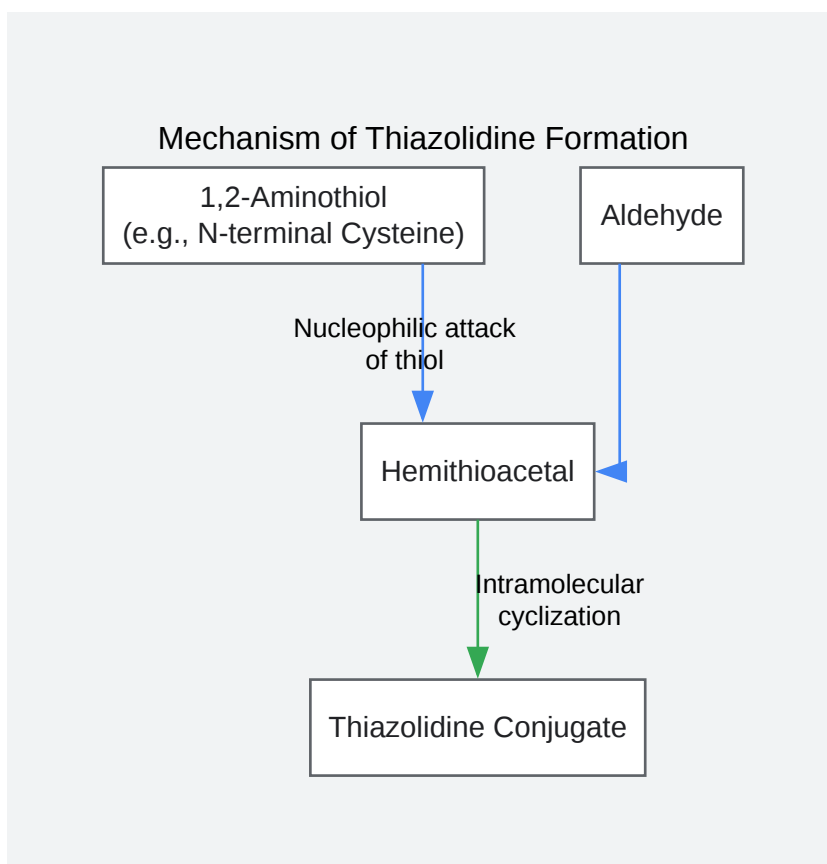 Mechanism of Thiazolidine Formation
1,2-Aminothiol
(e.g., N-terminal Cysteine)
Aldehyde
Nucleophilic attack
of thiol
Hemithioacetal
Intramolecular
cyclization
Thiazolidine Conjugate